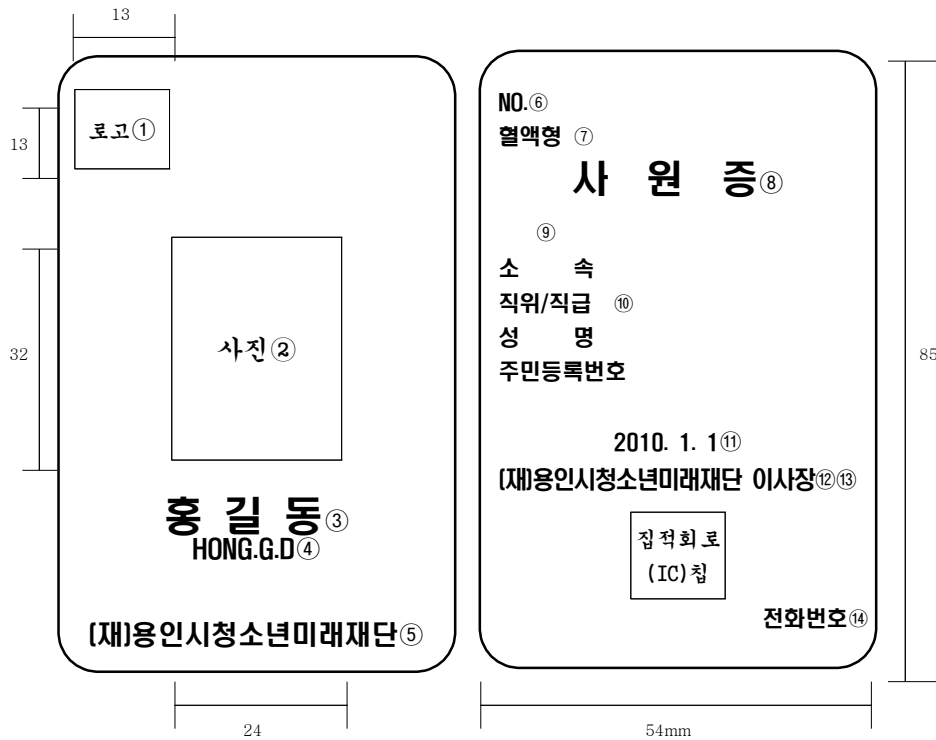 13
13
로고①
32
사진②
홍 길 동③
HONG.G.D④
(재)용인시청소년미래재단⑤
24
NO.⑥
혈액형 ⑦
사 원 증⑧
⑨
소 속
직위/직급 ⑩
성 명
주민등록번호
2010. 1. 1⑪
(재)용인시청소년미래재단 이사장⑫⑬
집적회로
(IC)칩
전화번호⑭
54mm
85